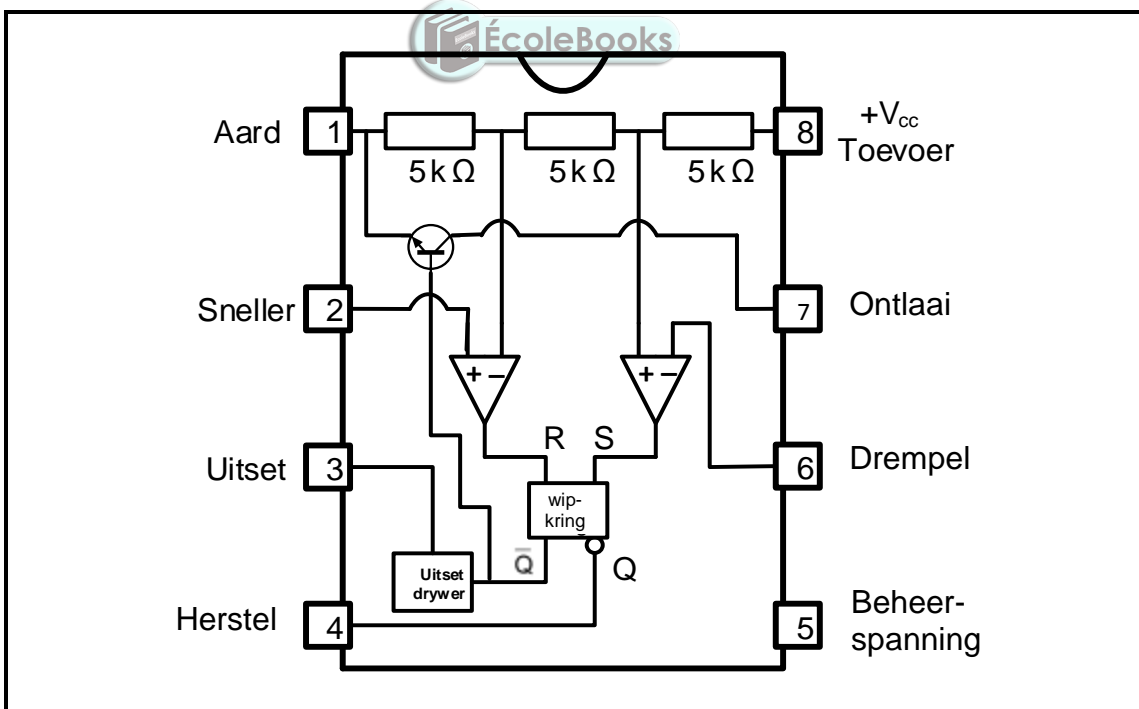 ÉcoleBooks
Aard
1
5 k Ω
5 k Ω
5 k Ω
8
+Vcc
Toevoer
Sneller
2
7
Ontlaai
+ –
+ –
R S
Uitset
3
6
Drempel
wip-
kring
Q̅
Q
Uitset
drywer
Herstel
4
5
Beheer-
spanning